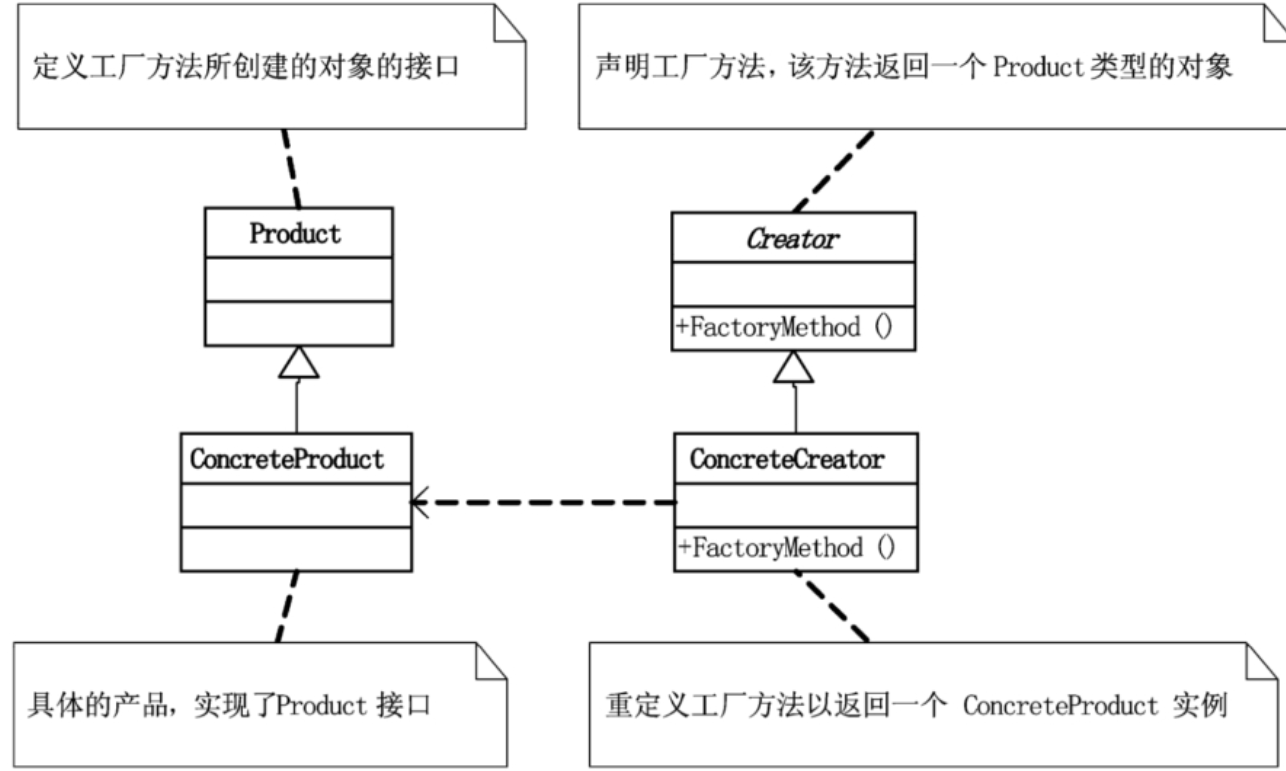 定义工厂方法所创建的对象的接口
声明工厂方法，该方法返回一个 Product 类型的对象
Product
Creator
+FactoryMethod ()
ConcreteProduct
ConcreteCreator
+FactoryMethod ()
具体的产品，实现了Product 接口
重定义工厂方法以返回一个 ConcreteProduct 实例